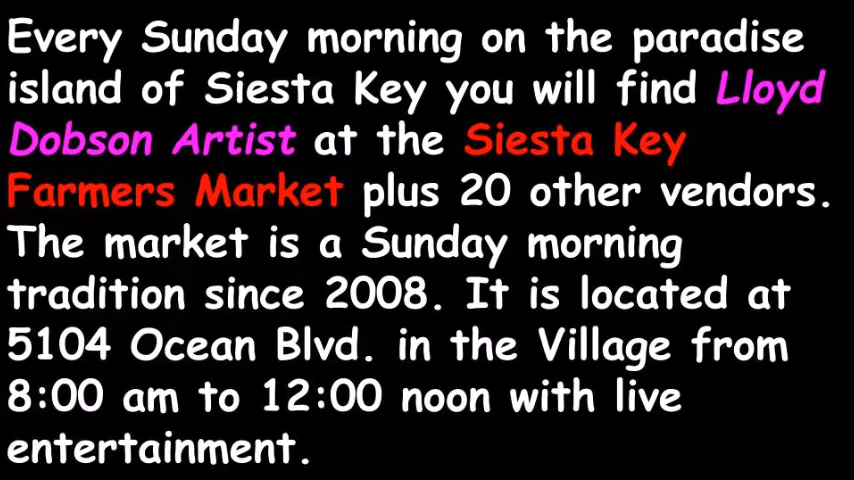 Every Sunday morning on the paradise
island of Siesta Key you will find Lloyd
Dobson Artist at the Siesta Key
Farmers Market plus 20 other vendors.
The market is a Sunday morning
tradition since 2008. It is located at
5104 Ocean Blvd. in the Village from
8:00 am to 12:00 noon with live
entertainment.